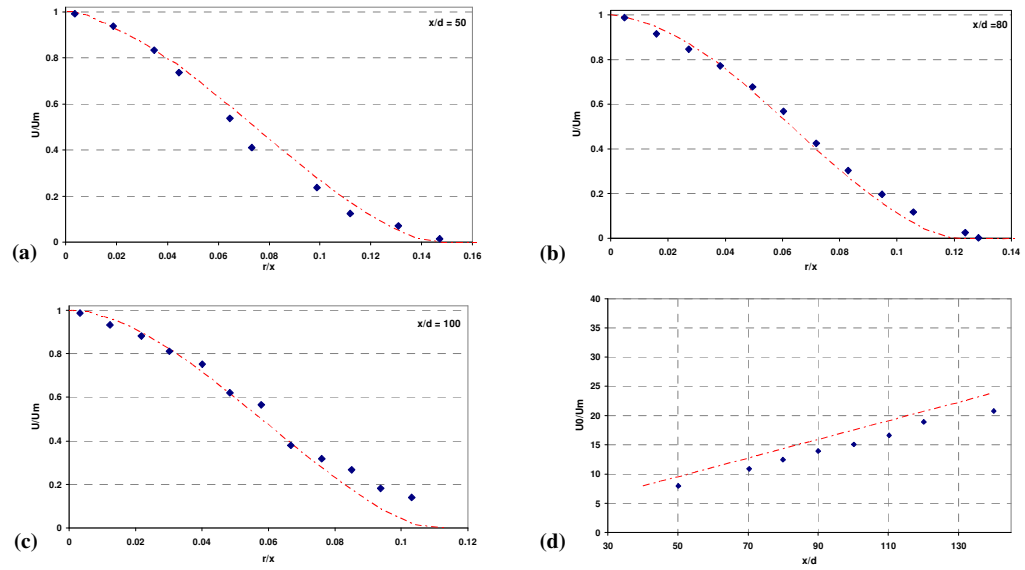 1
0.8
0.6
0.4
0.2
0
U/Um
x/d = 50
0 0.02 0.04 0.06 0.08 0.1 0.12 0.14 0.16
r/x
(a)
1
0.8
0.6
0.4
0.2
0
U/Um
x/d =80
0 0.02 0.04 0.06 0.08 0.1 0.12 0.14
r/x
(b)
1
0.8
0.6
0.4
0.2
0
U/Um
x/d = 100
0 0.02 0.04 0.06 0.08 0.1 0.12
r/x
(c)
40
35
30
25
20
15
10
5
0
U0/Um
30 50 70 90 110 130
x/d
(d)